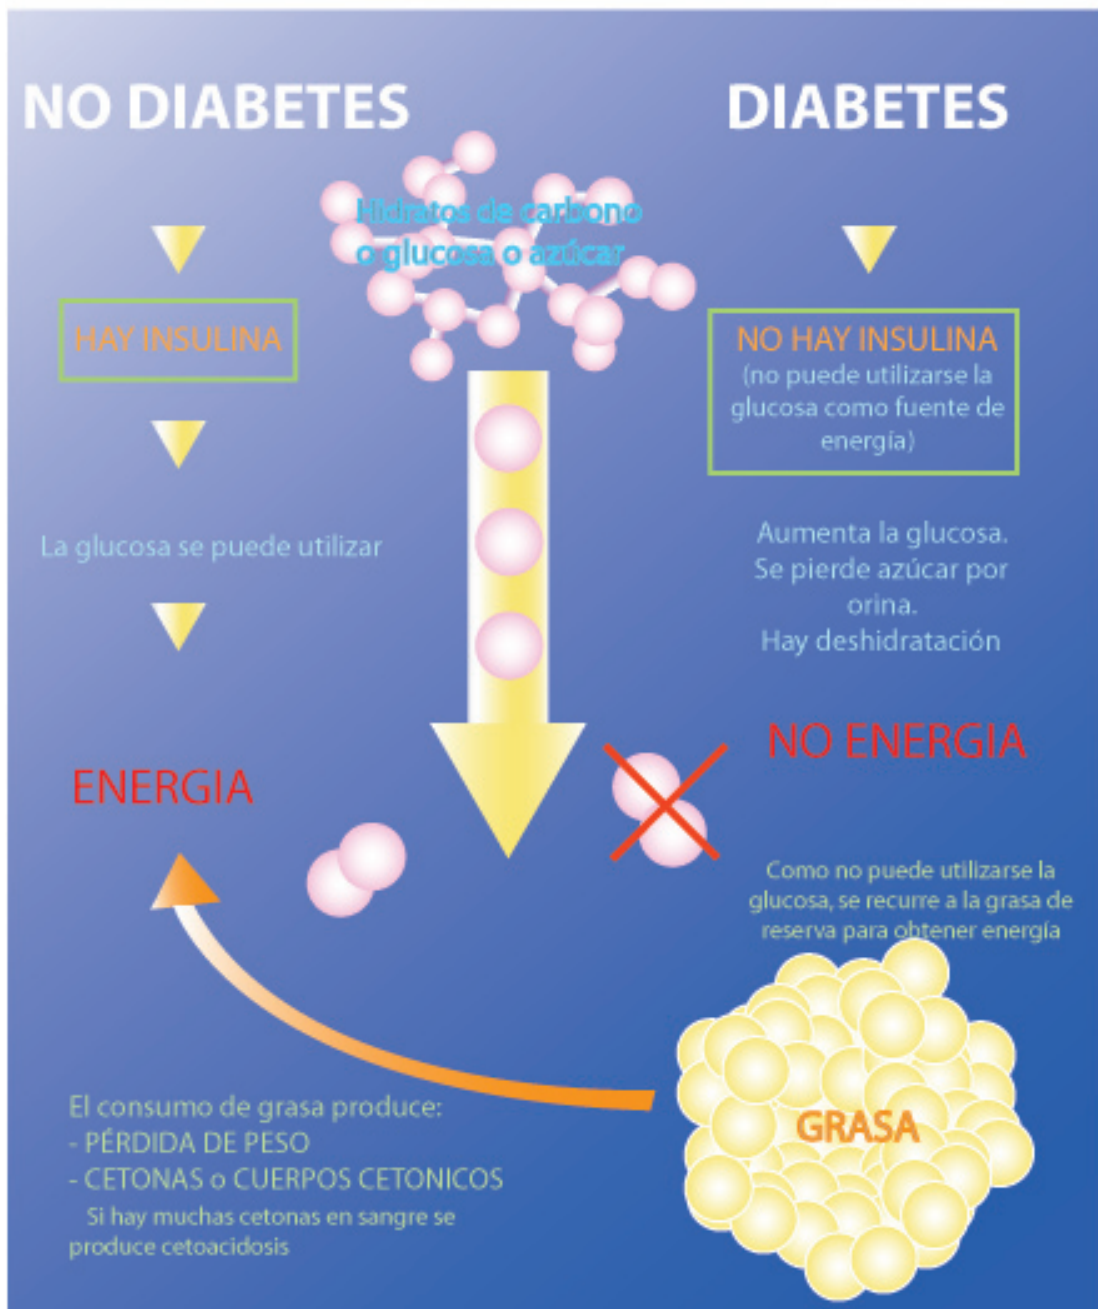 NO DIABETES
DIABETES
Hidratos de carbono
o glucosa o azúcar
HAY INSULINA
NO HAY INSULINA
(no puede utilizarse la
glucosa como fuente de
energía)
La glucosa se puede utilizar
Aumenta la glucosa.
Se pierde azúcar por
orina.
Hay deshidratación
ENERGIA
NO ENERGIA
Como no puede utilizarse la
glucosa, se recurre a la grasa de
reserva para obtener energía
GRASA
El consumo de grasa produce:
- PÉRDIDA DE PESO
- CETONAS o CUERPOS CETONICOS
Si hay muchas cetonas en sangre se
produce cetoacidosis